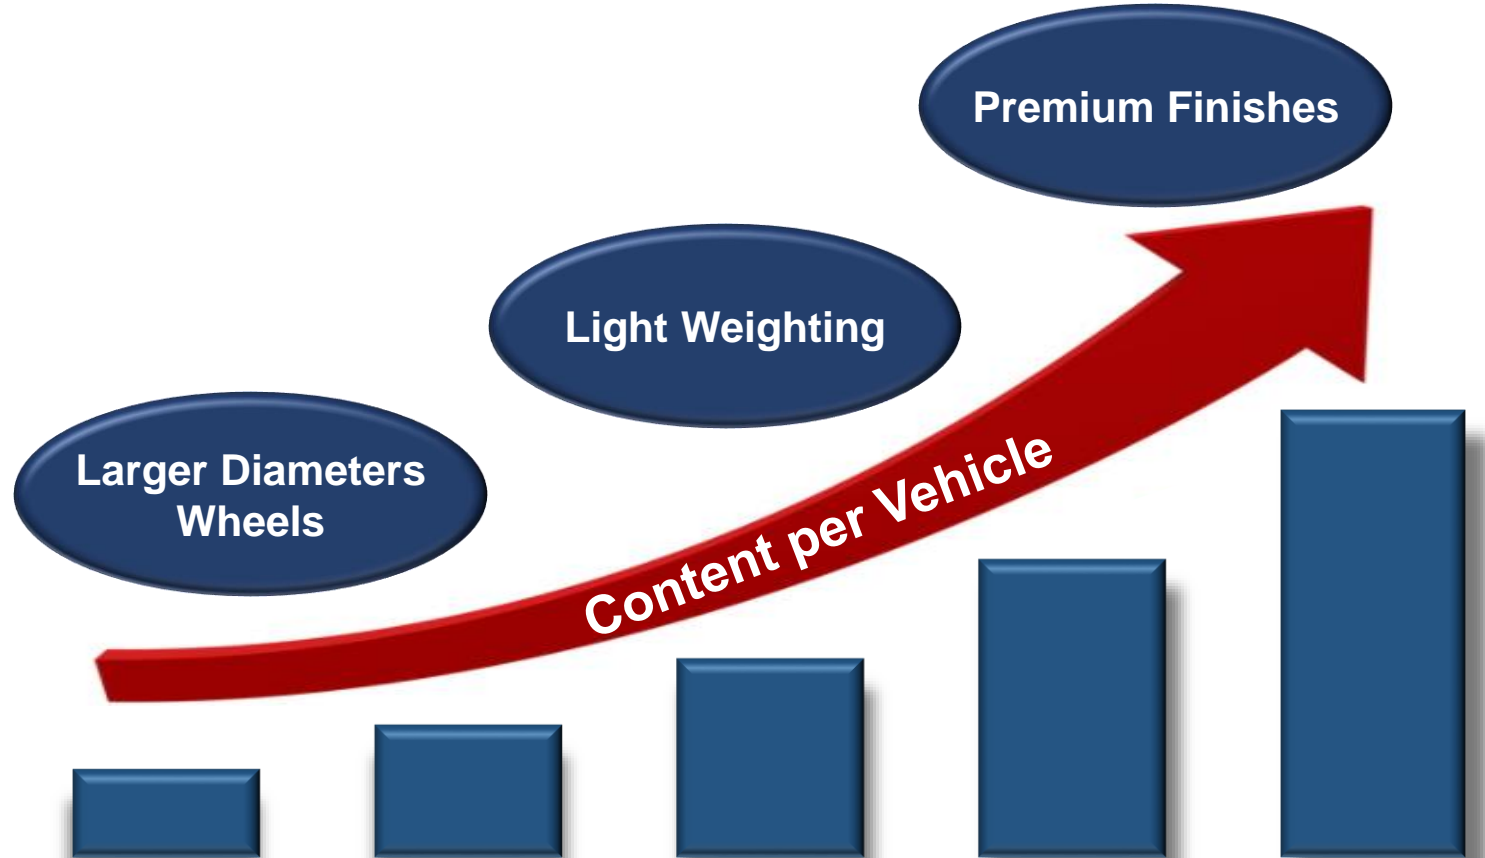 Premium Finishes
Light Weighting
Larger Diameters
Wheels
Content per Vehicle